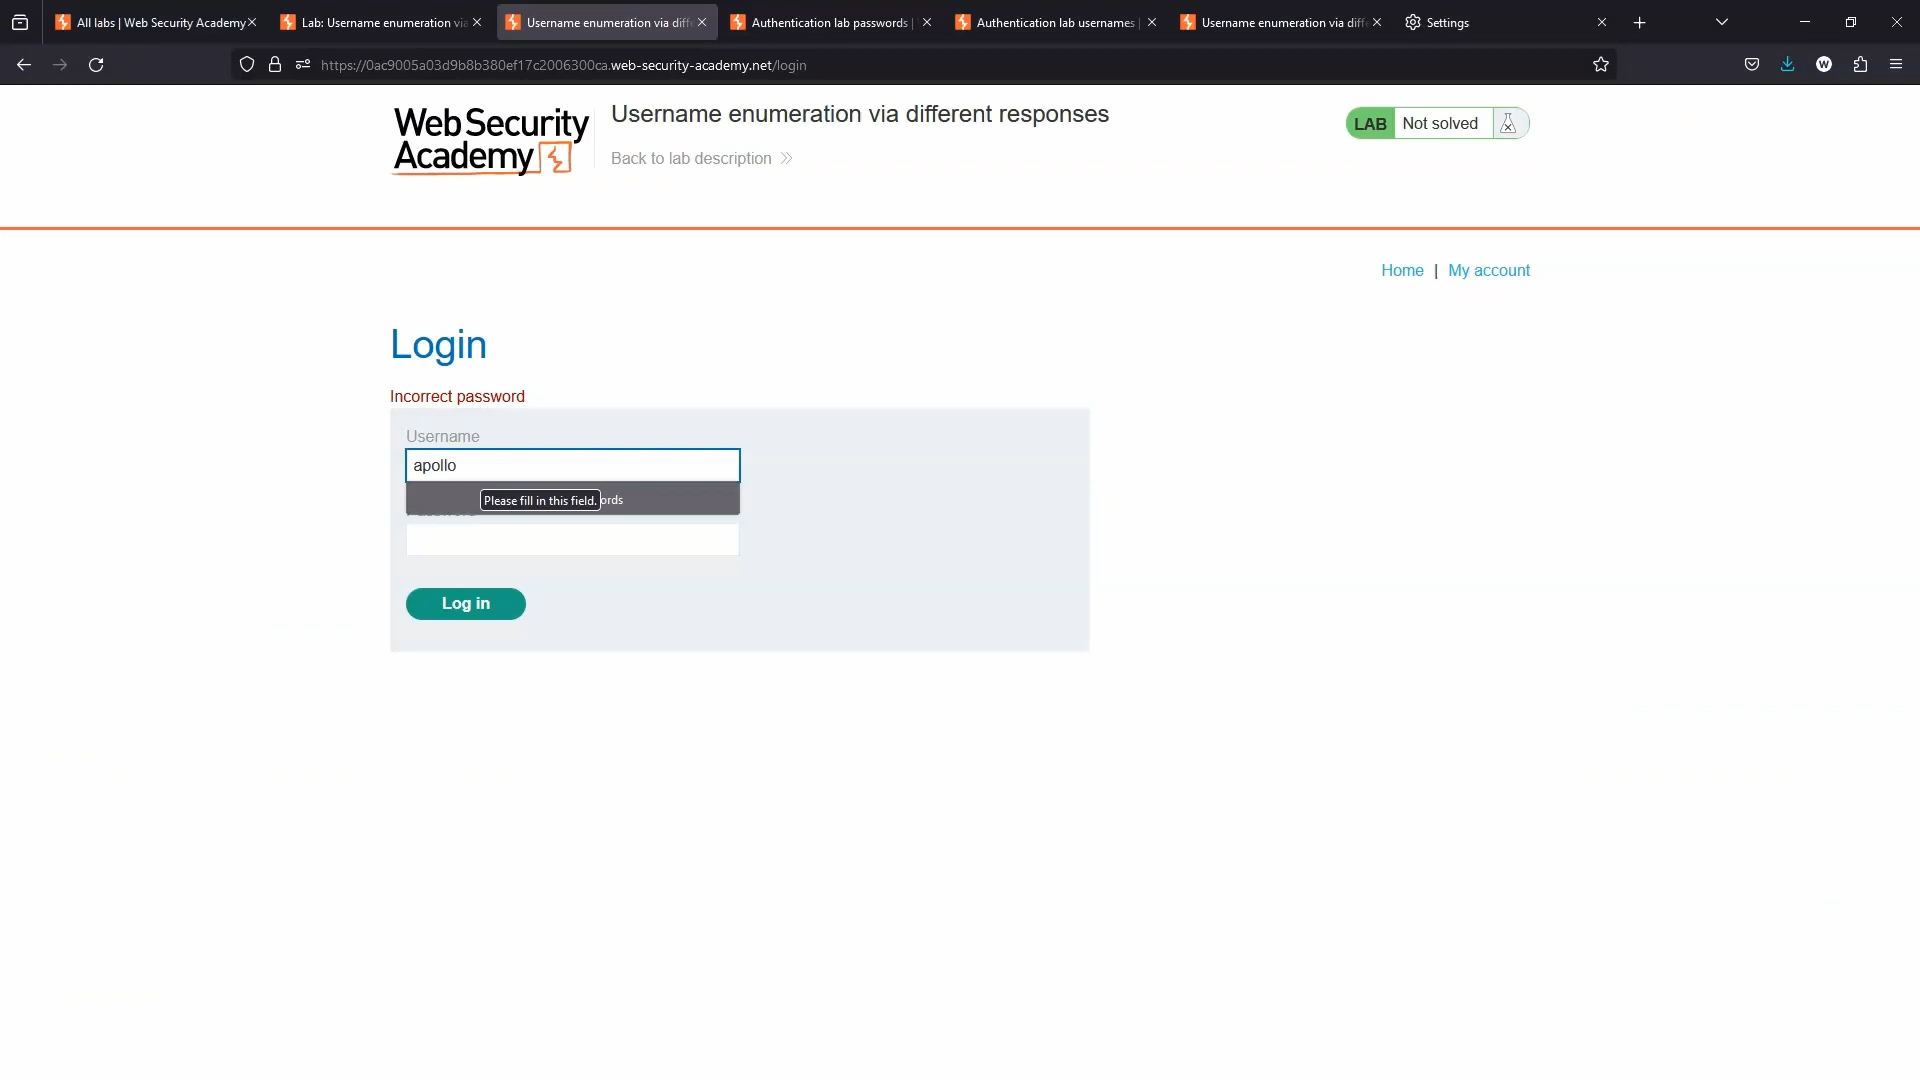 All labs | Web Security Academy
Lab: Username enumeration via
Username enumeration via diffe
Authentication lab passwords |
Authentication lab usernames |
Username enumeration via diffe
Settings
https://0ac9005a03d9b8b380ef17c2006300ca.web-security-academy.net/login
W
Web Security
Academy
Username enumeration via different responses
Back to lab description
LAB
Not solved
Home | My account
Login
Incorrect password
Username
apollo
Please fill in this field.
ords
Log in